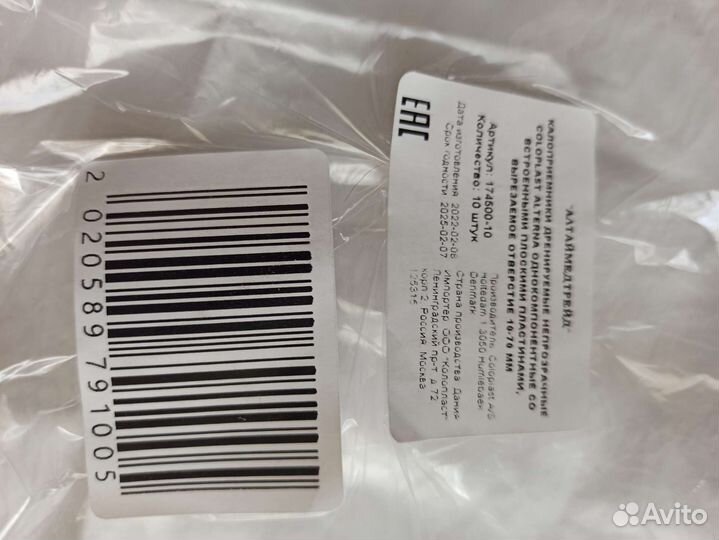 "АЛТАЙМЕДТРЕЙД"
КАЛОПРИЕМНИКИ ДРЕНИРУЕМЫЕ НЕПРОЗРАЧНЫЕ
COLOPLAST ALTERNA ОДНОКОМПОНЕНТНЫЕ СО
ВСТРОЕННЫМИ ПЛОСКИМИ ПЛАСТИНАМИ,
ВЫРЕЗАЕМОЕ ОТВЕРСТИЕ 10-70 ММ
Артикул: 174500-10
Количество: 10 штук
Дата изготовления 2022-02-08
Срок годности 2025-02-07
Производитель: Coloplast A/S
Holtedam 1 3050 Humlebaek
Denmark
Страна производства Дания
Импортёр ООО "Колопласт"
Ленинградский пр-т, д.72
корп 2, Россия Москва
125315
EAC
2 020589 791005
Avito